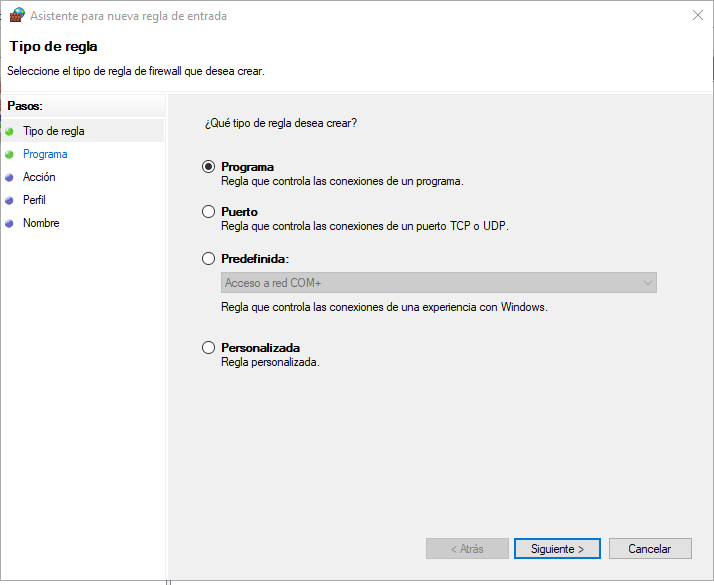 Asistente para nueva regla de entrada
Tipo de regla
Seleccione el tipo de regla de firewall que desea crear.
Pasos:
Tipo de regla
Programa
Acción
Perfil
Nombre
¿Qué tipo de regla desea crear?
Programa
Regla que controla las conexiones de un programa.
Puerto
Regla que controla las conexiones de un puerto TCP o UDP.
Predefinida:
Acceso a red COM+
Regla que controla las conexiones de una experiencia con Windows.
Personalizada
Regla personalizada.
< Atrás
Siguiente >
Cancelar